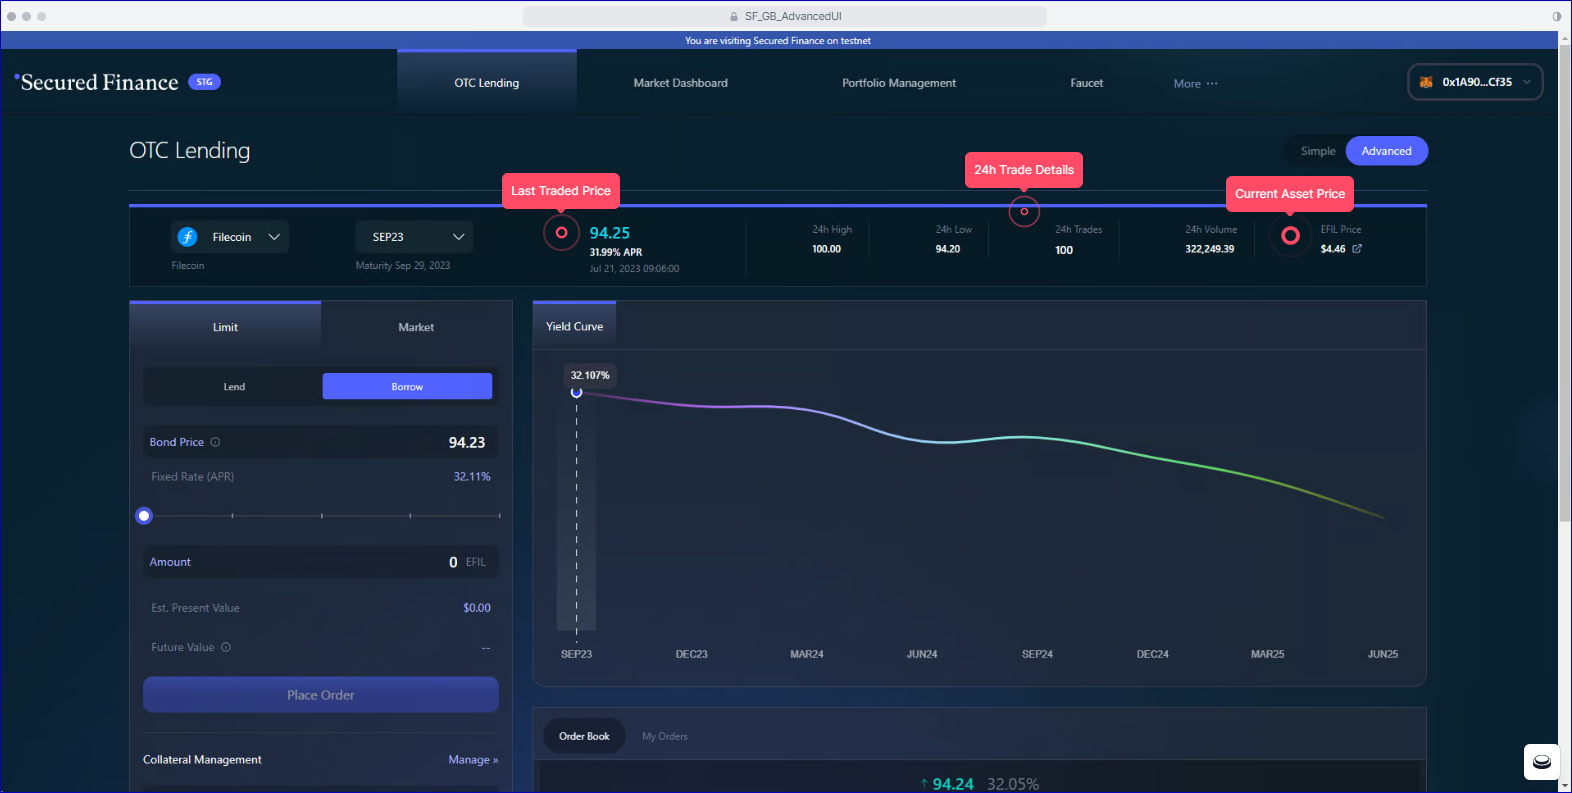 SF_GB_AdvancedUI
You are visiting Secured Finance on testnet
Secured Finance STG
OTC Lending
Market Dashboard
Portfolio Management
Faucet
More ···
0x1A90...Cf35
OTC Lending
Simple
Advanced
Last Traded Price
24h Trade Details
Current Asset Price
Filecoin
Filecoin
SEP23
Maturity Sep 29, 2023
94.25
31.99% APR
Jul 21, 2023 09:06:00
24h High
100.00
24h Low
94.20
24h Trades
100
24h Volume
322,249.39
EFIL Price
$4.46
Limit
Market
Lend
Borrow
Bond Price
94.23
Fixed Rate (APR)
32.11%
Amount
0 EFIL
Est. Present Value
$0.00
Future Value
--
Place Order
Collateral Management
Manage »
Yield Curve
32.107%
SEP23
DEC23
MAR24
JUN24
SEP24
DEC24
MAR25
JUN25
Order Book
My Orders
↑ 94.24 32.05%